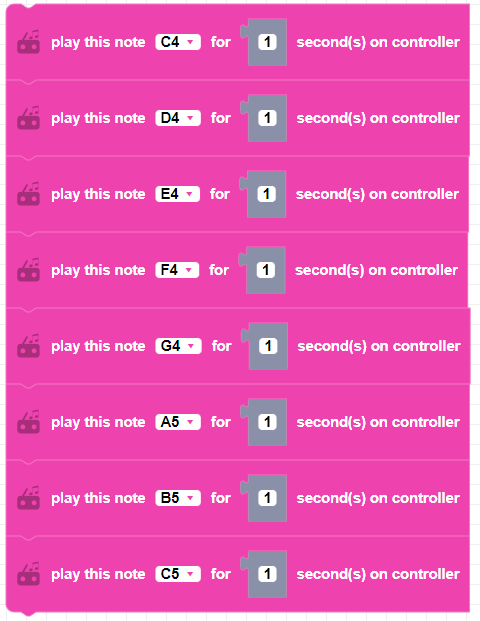 play this note C4 for 1 second(s) on controller
play this note D4 for 1 second(s) on controller
play this note E4 for 1 second(s) on controller
play this note F4 for 1 second(s) on controller
play this note G4 for 1 second(s) on controller
play this note A5 for 1 second(s) on controller
play this note B5 for 1 second(s) on controller
play this note C5 for 1 second(s) on controller